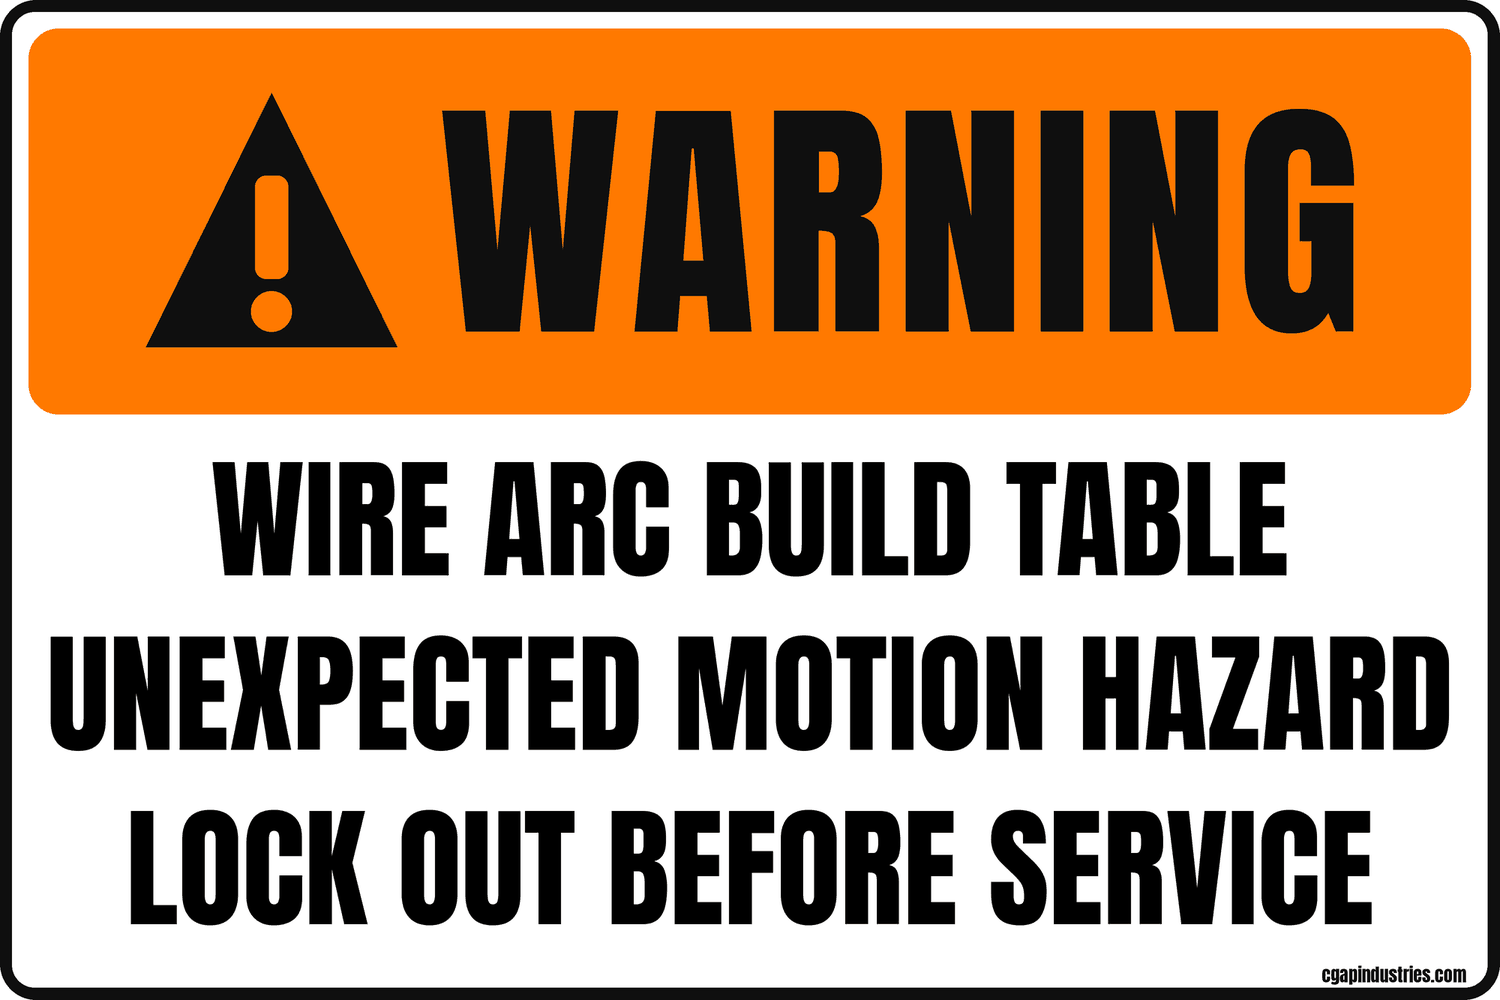 WARNING
WIRE ARC BUILD TABLE
UNEXPECTED MOTION HAZARD
LOCK OUT BEFORE SERVICE
cgapindustries.com